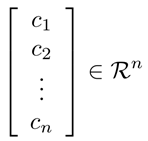 [ c₁
c₂
⋮
cₙ ] ∈ ℛⁿ